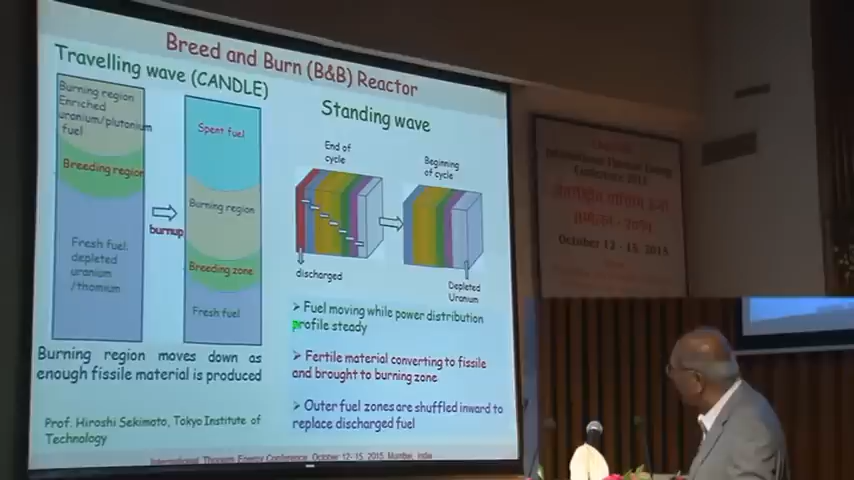 Breed and Burn (B&B) Reactor
Travelling wave (CANDLE)
Burning region
Enriched
uranium/plutonium
fuel
Breeding region
Fresh fuel,
depleted
uranium
/thorium
burnup
Spent fuel
Burning region
Breeding zone
Fresh fuel
Burning region moves down as
enough fissile material is produced
Prof. Hiroshi Sekimoto, Tokyo Institute of
Technology
Standing wave
End of
cycle
Beginning
of cycle
discharged
Depleted
Uranium
➢ Fuel moving while power distribution
profile steady
➢ Fertile material converting to fissile
and brought to burning zone
➢ Outer fuel zones are shuffled inward to
replace discharged fuel
International Thorium Energy Conference, October 12-15, 2015, Mumbai, India
International Thorium Energy
Conference 2015
October 12 - 15, 2015